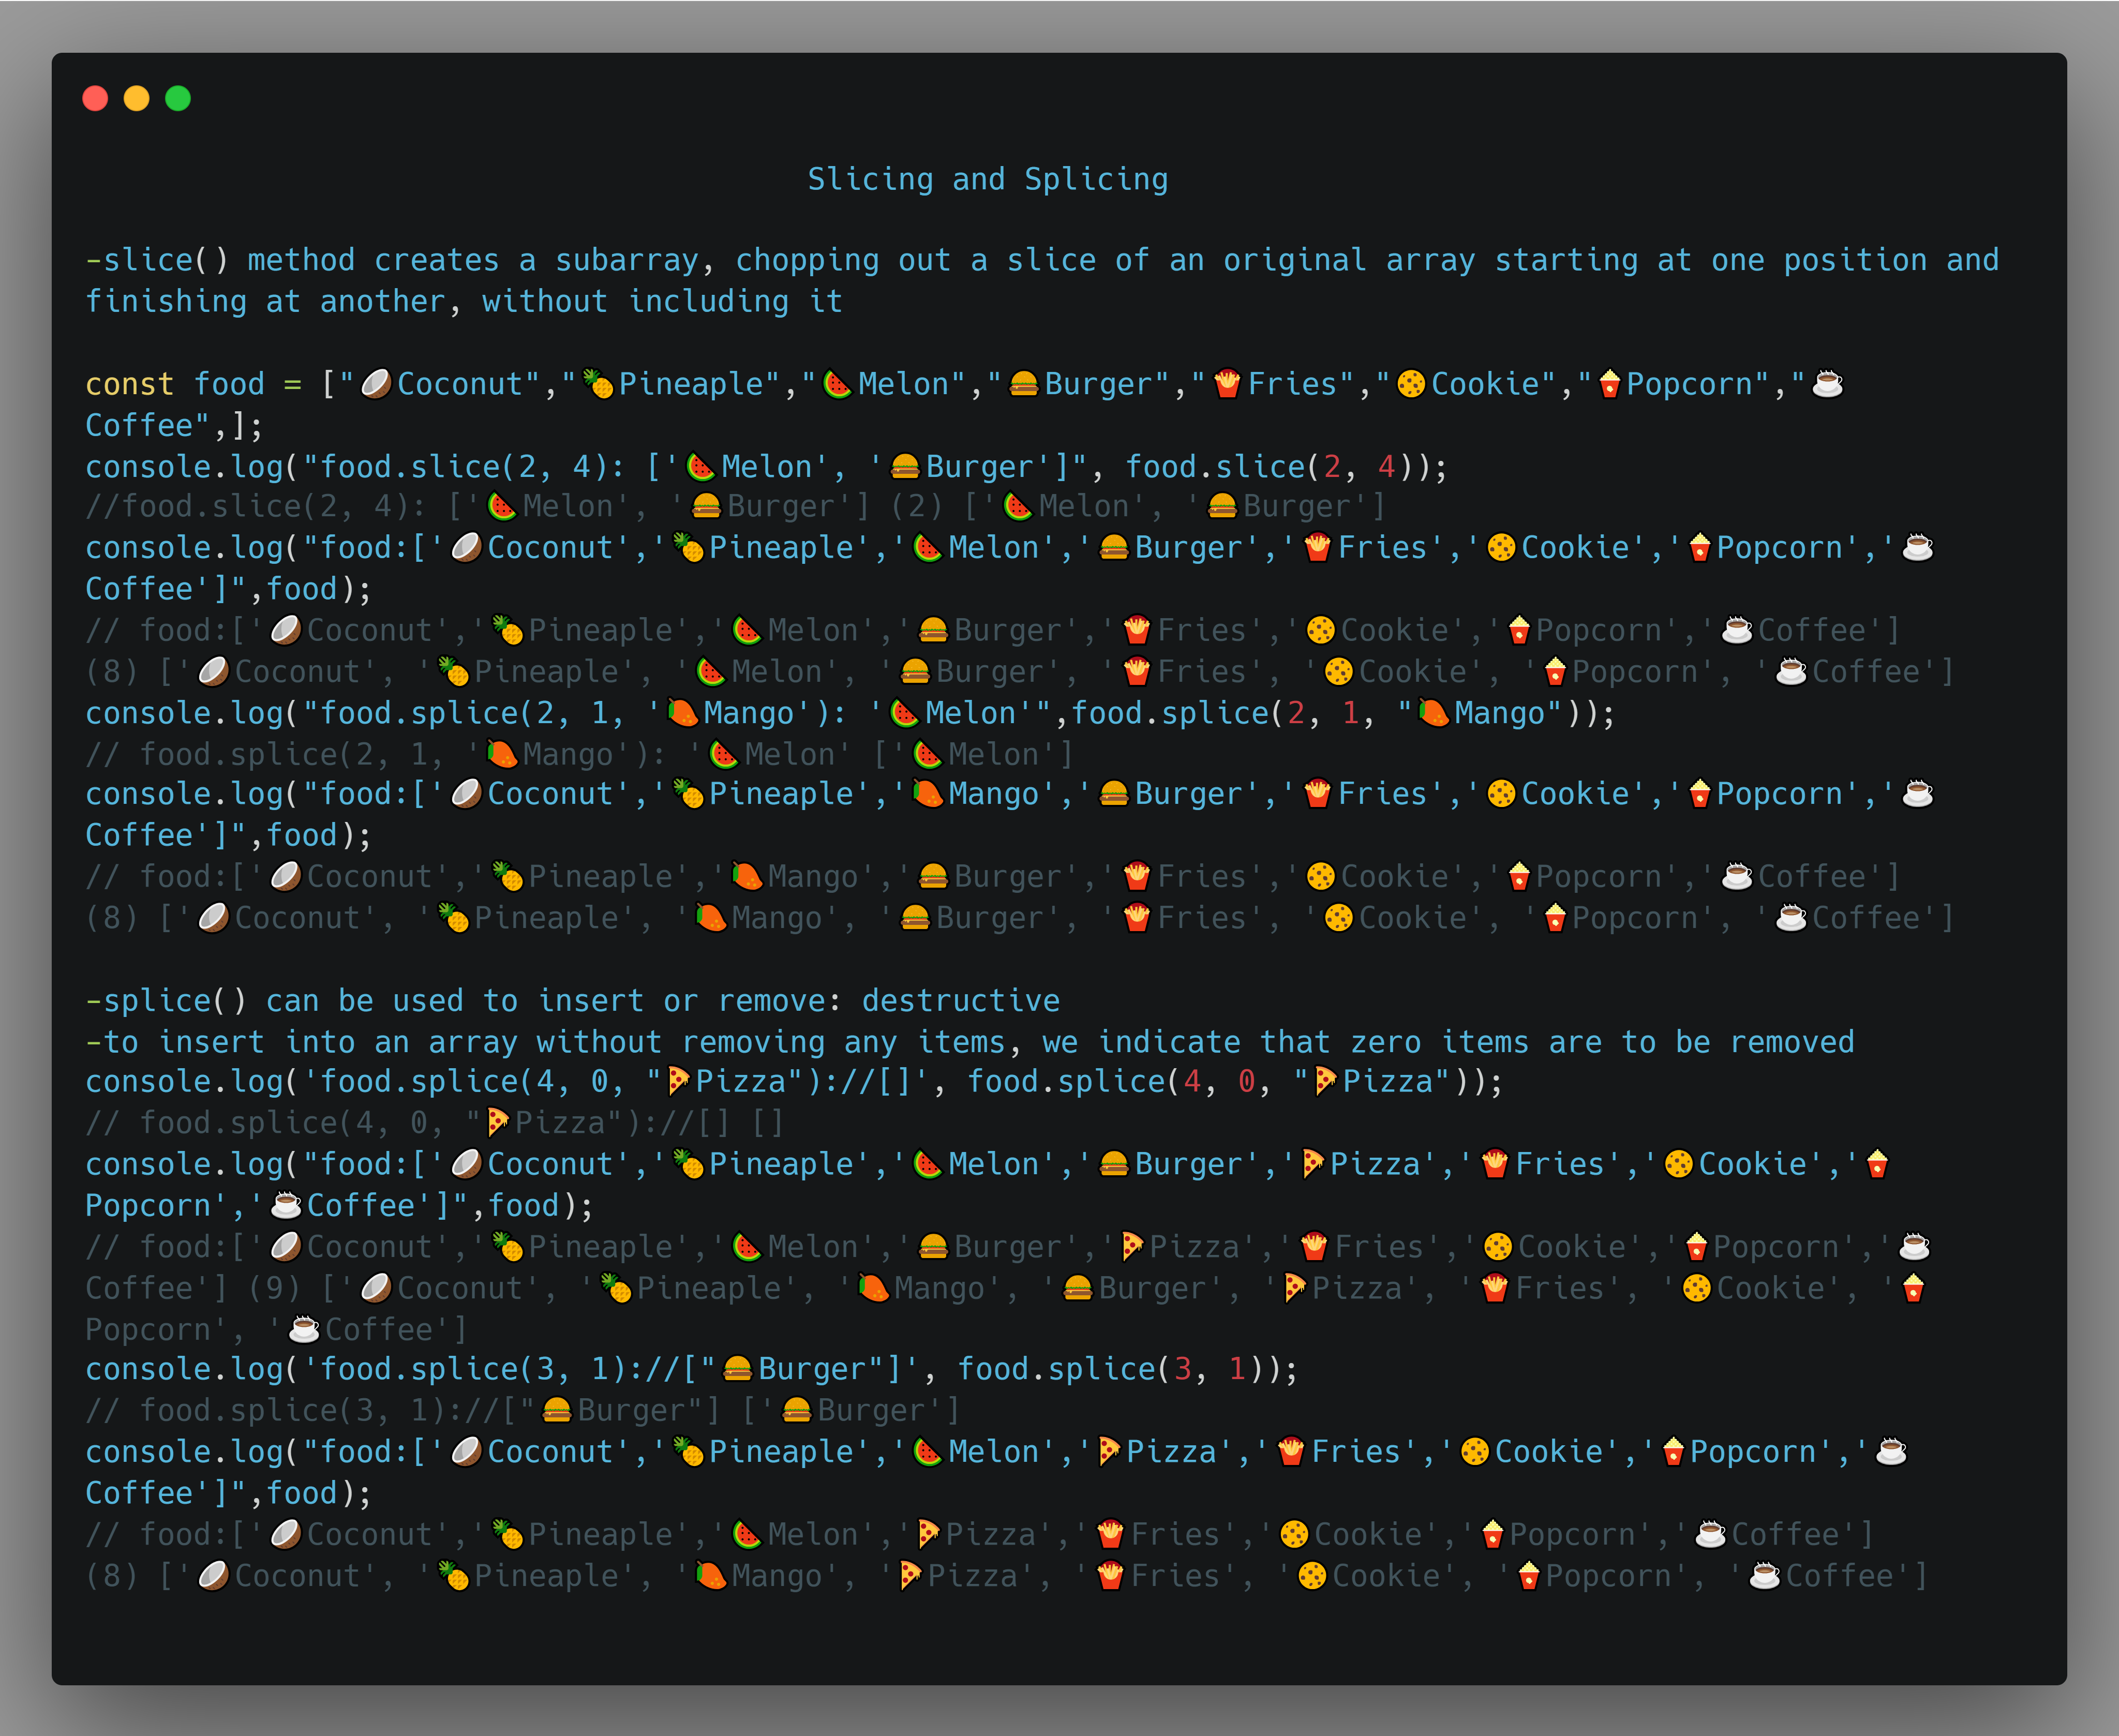 Slicing and Splicing
-slice() method creates a subarray, chopping out a slice of an original array starting at one position and
finishing at another, without including it
const food = ["🥥Coconut","🍍Pineaple","🍉Melon","🍔Burger","🍟Fries","🍪Cookie","🍿Popcorn","☕
Coffee",];
console.log("food.slice(2, 4): ['🍉Melon', '🍔Burger']", food.slice(2, 4));
//food.slice(2, 4): ['🍉Melon', '🍔Burger'] (2) ['🍉Melon', '🍔Burger']
console.log("food:['🥥Coconut','🍍Pineaple','🍉Melon','🍔Burger','🍟Fries','🍪Cookie','🍿Popcorn','☕
Coffee']",food);
// food:['🥥Coconut','🍍Pineaple','🍉Melon','🍔Burger','🍟Fries','🍪Cookie','🍿Popcorn','☕Coffee']
(8) ['🥥Coconut', '🍍Pineaple', '🍉Melon', '🍔Burger', '🍟Fries', '🍪Cookie', '🍿Popcorn', '☕Coffee']
console.log("food.splice(2, 1, '🥭Mango'): '🍉Melon'",food.splice(2, 1, "🥭Mango"));
// food.splice(2, 1, '🥭Mango'): '🍉Melon' ['🍉Melon']
console.log("food:['🥥Coconut','🍍Pineaple','🥭Mango','🍔Burger','🍟Fries','🍪Cookie','🍿Popcorn','☕
Coffee']",food);
// food:['🥥Coconut','🍍Pineaple','🥭Mango','🍔Burger','🍟Fries','🍪Cookie','🍿Popcorn','☕Coffee']
(8) ['🥥Coconut', '🍍Pineaple', '🥭Mango', '🍔Burger', '🍟Fries', '🍪Cookie', '🍿Popcorn', '☕Coffee']
-splice() can be used to insert or remove: destructive
-to insert into an array without removing any items, we indicate that zero items are to be removed
console.log('food.splice(4, 0, "🍕Pizza")://[]', food.splice(4, 0, "🍕Pizza"));
// food.splice(4, 0, "🍕Pizza")://[] []
console.log("food:['🥥Coconut','🍍Pineaple','🍉Melon','🍔Burger','🍕Pizza','🍟Fries','🍪Cookie','🍿
Popcorn','☕Coffee']",food);
// food:['🥥Coconut','🍍Pineaple','🍉Melon','🍔Burger','🍕Pizza','🍟Fries','🍪Cookie','🍿Popcorn','☕
Coffee'] (9) ['🥥Coconut', '🍍Pineaple', '🥭Mango', '🍔Burger', '🍕Pizza', '🍟Fries', '🍪Cookie', '🍿
Popcorn', '☕Coffee']
console.log('food.splice(3, 1)://["🍔Burger"]', food.splice(3, 1));
// food.splice(3, 1)://["🍔Burger"] ['🍔Burger']
console.log("food:['🥥Coconut','🍍Pineaple','🍉Melon','🍕Pizza','🍟Fries','🍪Cookie','🍿Popcorn','☕
Coffee']",food);
// food:['🥥Coconut','🍍Pineaple','🍉Melon','🍕Pizza','🍟Fries','🍪Cookie','🍿Popcorn','☕Coffee']
(8) ['🥥Coconut', '🍍Pineaple', '🥭Mango', '🍕Pizza', '🍟Fries', '🍪Cookie', '🍿Popcorn', '☕Coffee']